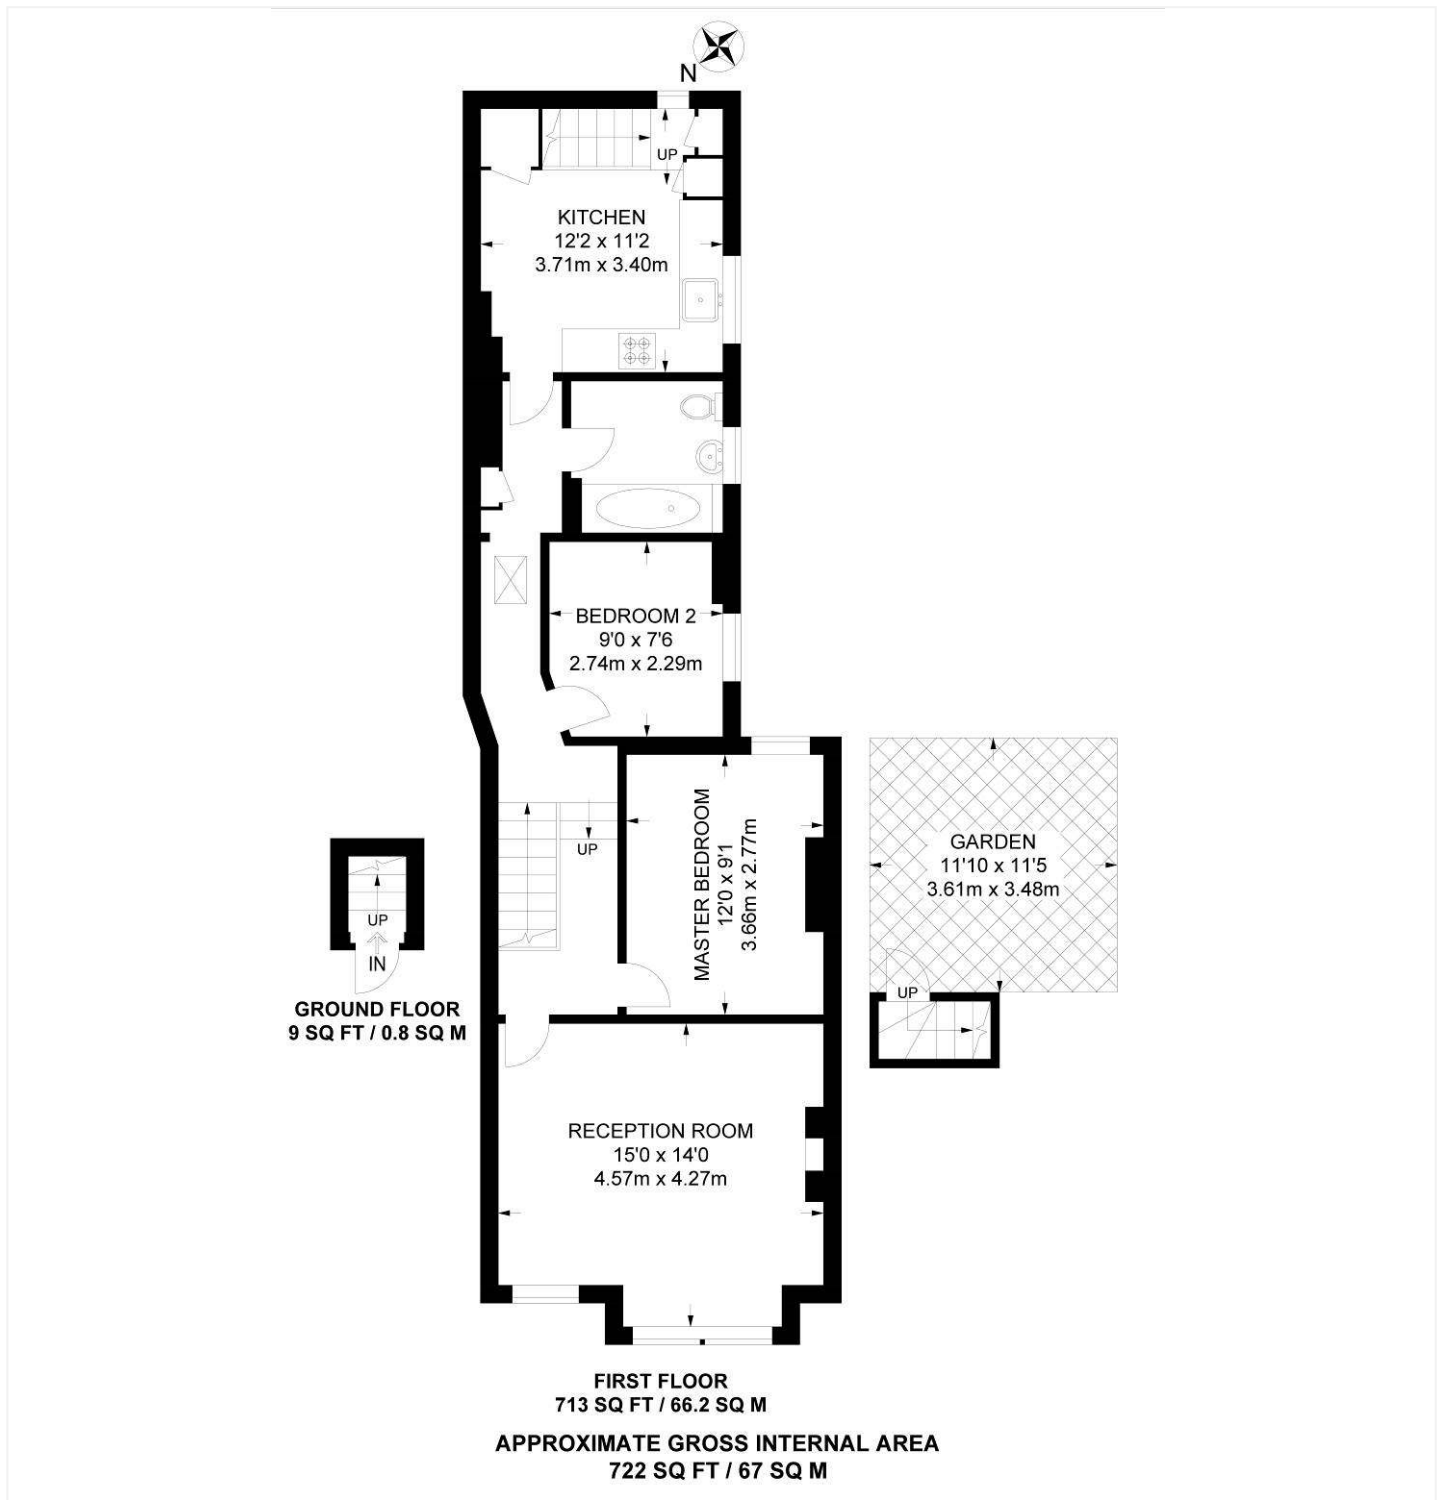 N
UP
KITCHEN
12'2 x 11'2
3.71m x 3.40m
BEDROOM 2
9'0 x 7'6
2.74m x 2.29m
UP
MASTER BEDROOM
12'0 x 9'1
3.66m x 2.77m
GARDEN
11'10 x 11'5
3.61m x 3.48m
UP
UP
IN
GROUND FLOOR
9 SQ FT / 0.8 SQ M
RECEPTION ROOM
15'0 x 14'0
4.57m x 4.27m
FIRST FLOOR
713 SQ FT / 66.2 SQ M
APPROXIMATE GROSS INTERNAL AREA
722 SQ FT / 67 SQ M